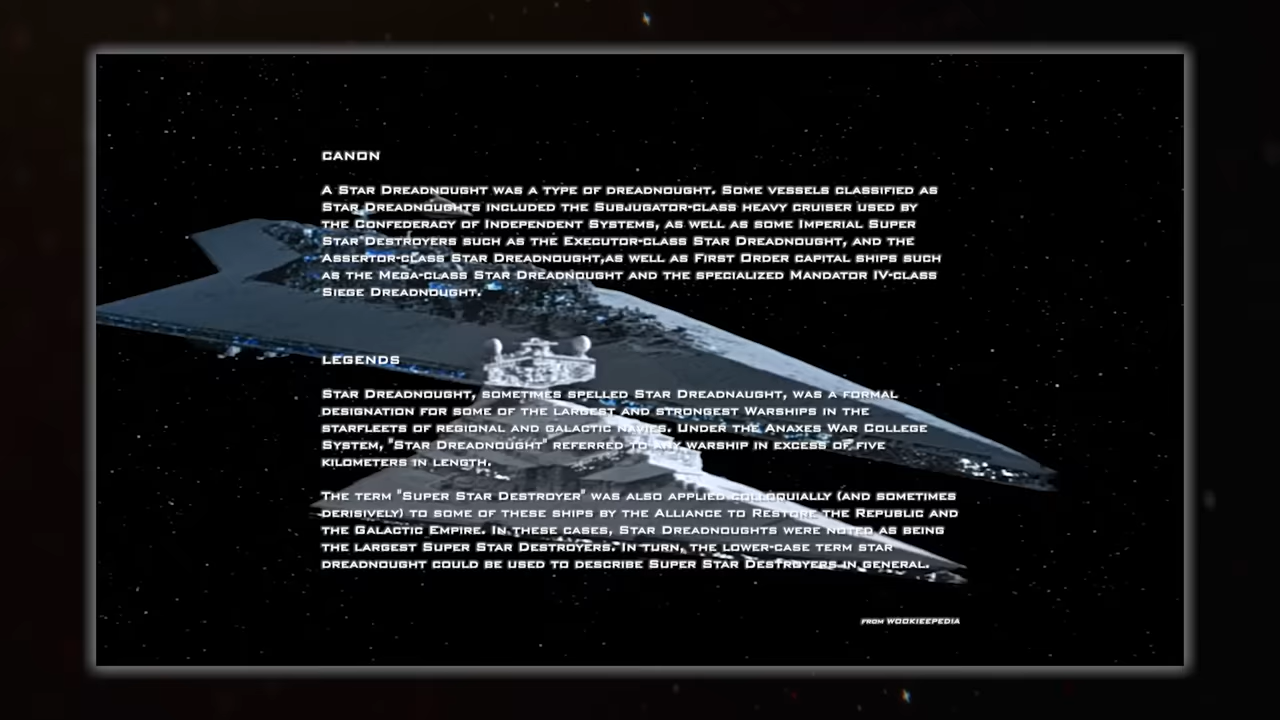 CANON
A STAR DREADNOUGHT WAS A TYPE OF DREADNOUGHT. SOME VESSELS CLASSIFIED AS
STAR DREADNOUGHTS INCLUDED THE SUBJUGATOR-CLASS HEAVY CRUISER USED BY
THE CONFEDERACY OF INDEPENDENT SYSTEMS, AS WELL AS SOME IMPERIAL SUPER
STAR DESTROYERS SUCH AS THE EXECUTOR-CLASS STAR DREADNOUGHT, AND THE
ASSERTOR-CLASS STAR DREADNOUGHT,AS WELL AS FIRST ORDER CAPITAL SHIPS SUCH
AS THE MEGA-CLASS STAR DREADNOUGHT AND THE SPECIALIZED MANDATOR IV-CLASS
SIEGE DREADNOUGHT.
LEGENDS
STAR DREADNOUGHT, SOMETIMES SPELLED STAR DREADNAUGHT, WAS A FORMAL
DESIGNATION FOR SOME OF THE LARGEST AND STRONGEST WARSHIPS IN THE
STARFLEETS OF REGIONAL AND GALACTIC NAVIES. UNDER THE ANAXES WAR COLLEGE
SYSTEM, "STAR DREADNOUGHT" REFERRED TO ANY WARSHIP IN EXCESS OF FIVE
KILOMETERS IN LENGTH.
THE TERM "SUPER STAR DESTROYER" WAS ALSO APPLIED COLLOQUIALLY (AND SOMETIMES
DERISIVELY) TO SOME OF THESE SHIPS BY THE ALLIANCE TO RESTORE THE REPUBLIC AND
THE GALACTIC EMPIRE. IN THESE CASES, STAR DREADNOUGHTS WERE NOTED AS BEING
THE LARGEST SUPER STAR DESTROYERS. IN TURN, THE LOWER-CASE TERM STAR
DREADNOUGHT COULD BE USED TO DESCRIBE SUPER STAR DESTROYERS IN GENERAL.
FROM WOOKIEEPEDIA